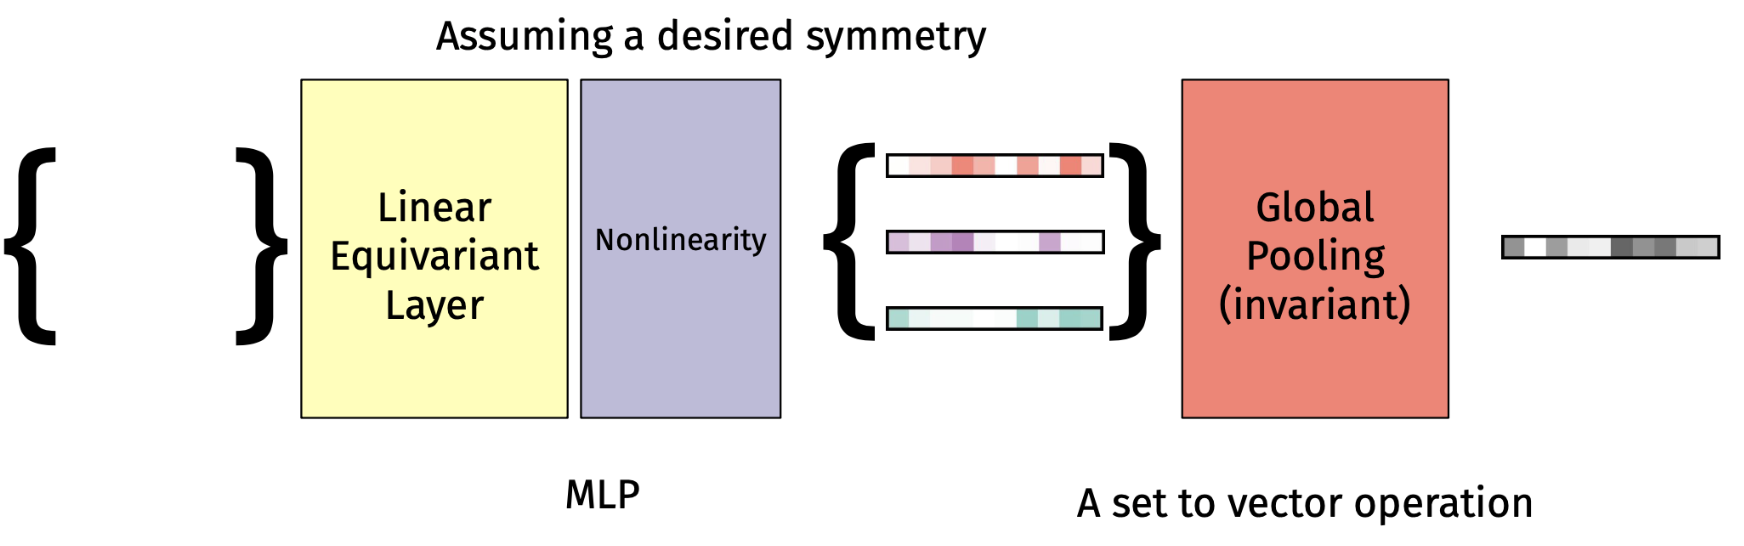 Assuming a desired symmetry
{ }
Linear
Equivariant
Layer
Nonlinearity
{ }
Global
Pooling
(invariant)
MLP
A set to vector operation